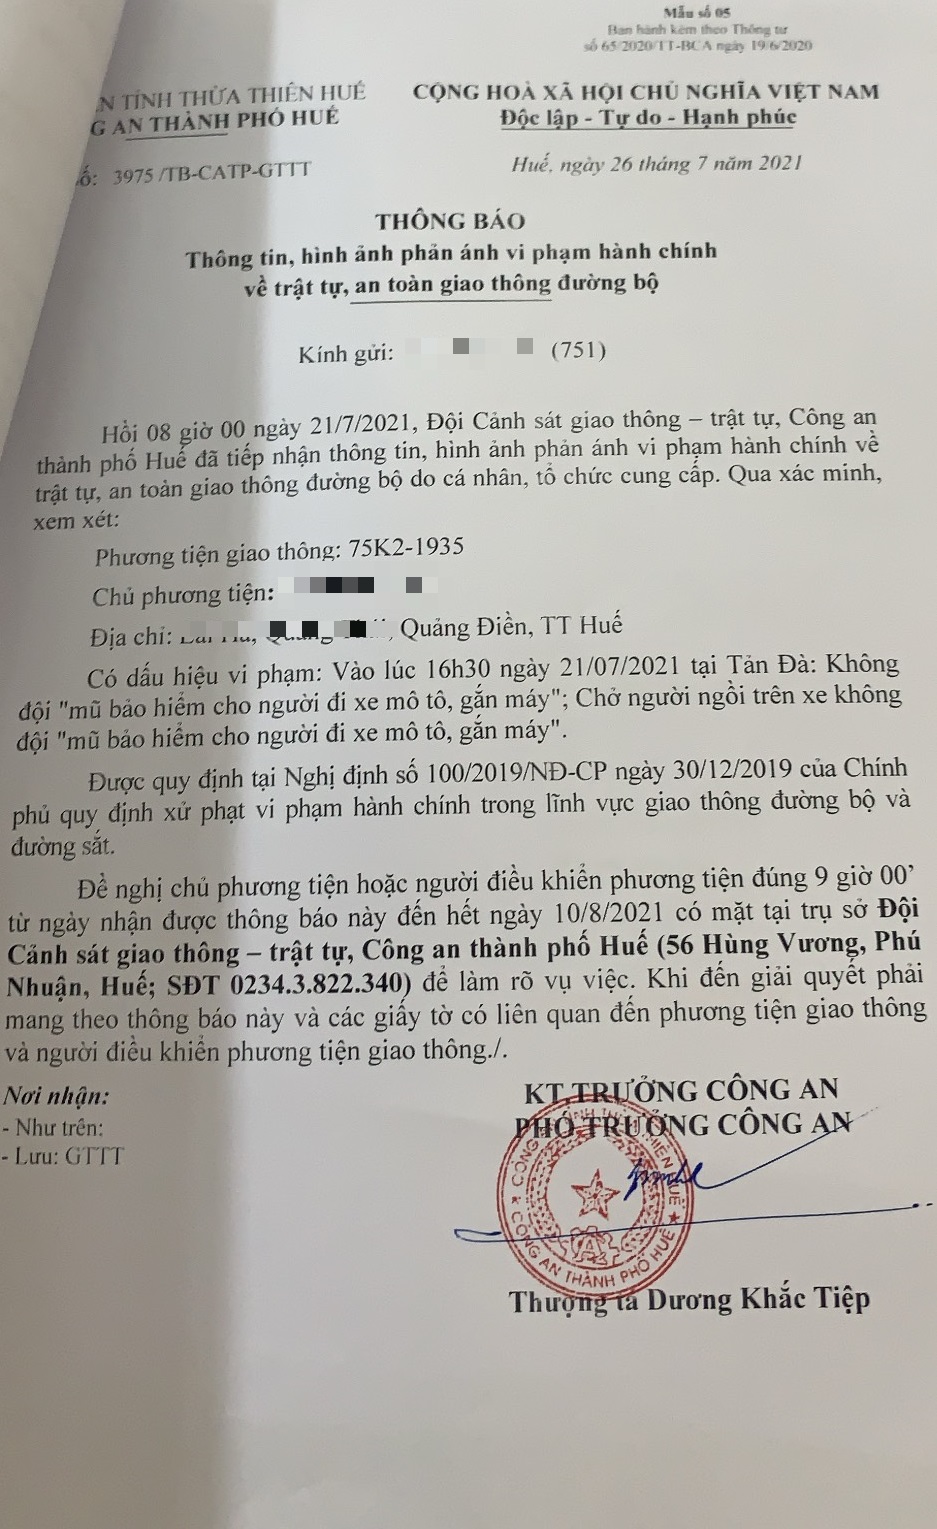 Mẫu số 05
Ban hành kèm theo Thông tư
số 65/2020/TT-BCA ngày 19/6/2020
N TỈNH THỪA THIÊN HUẾ
G AN THÀNH PHỐ HUẾ
ố: 3975 /TB-CATP-GTTT
CỘNG HOÀ XÃ HỘI CHỦ NGHĨA VIỆT NAM
Độc lập - Tự do - Hạnh phúc
Huế, ngày 26 tháng 7 năm 2021
THÔNG BÁO
Thông tin, hình ảnh phản ánh vi phạm hành chính
về trật tự, an toàn giao thông đường bộ
Kính gửi: (751)
Hồi 08 giờ 00 ngày 21/7/2021, Đội Cảnh sát giao thông – trật tự, Công an
thành phố Huế đã tiếp nhận thông tin, hình ảnh phản ánh vi phạm hành chính về
trật tự, an toàn giao thông đường bộ do cá nhân, tổ chức cung cấp. Qua xác minh,
xem xét:
Phương tiện giao thông: 75K2-1935
Chủ phương tiện:
Địa chỉ: , Quảng Điền, TT Huế
Có dấu hiệu vi phạm: Vào lúc 16h30 ngày 21/07/2021 tại Tản Đà: Không
đội "mũ bảo hiểm cho người đi xe mô tô, gắn máy"; Chở người ngồi trên xe không
đội "mũ bảo hiểm cho người đi xe mô tô, gắn máy".
Được quy định tại Nghị định số 100/2019/NĐ-CP ngày 30/12/2019 của Chính
phủ quy định xử phạt vi phạm hành chính trong lĩnh vực giao thông đường bộ và
đường sắt.
Đề nghị chủ phương tiện hoặc người điều khiển phương tiện đúng 9 giờ 00’
từ ngày nhận được thông báo này đến hết ngày 10/8/2021 có mặt tại trụ sở Đội
Cảnh sát giao thông – trật tự, Công an thành phố Huế (56 Hùng Vương, Phú
Nhuận, Huế; SĐT 0234.3.822.340) để làm rõ vụ việc. Khi đến giải quyết phải
mang theo thông báo này và các giấy tờ có liên quan đến phương tiện giao thông
và người điều khiển phương tiện giao thông./.
Nơi nhận:
- Như trên:
- Lưu: GTTT
KT.TRƯỞNG CÔNG AN
PHÓ TRƯỞNG CÔNG AN
CÔNG AN THÀNH PHỐ HUẾ
Thượng tá Dương Khắc Tiệp